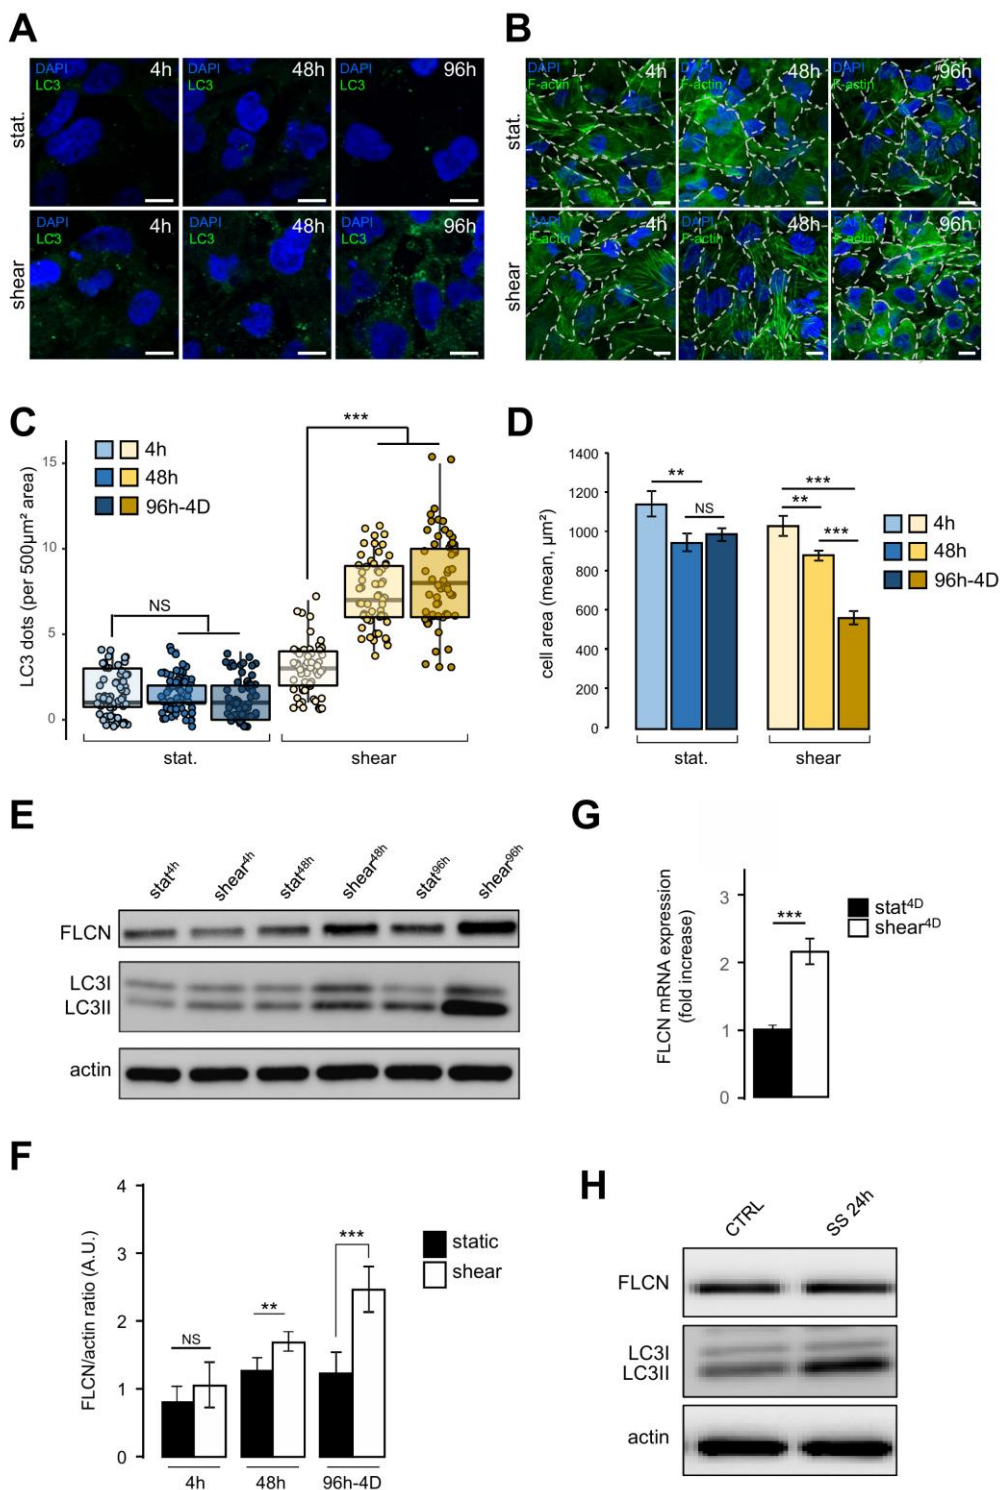 A
DAPI
LC3
4h
DAPI
LC3
48h
DAPI
LC3
96h
stat.
DAPI
LC3
4h
DAPI
LC3
48h
DAPI
LC3
96h
shear
B
DAPI
F-actin
4h
DAPI
F-actin
48h
DAPI
F-actin
96h
stat.
DAPI
F-actin
4h
DAPI
F-actin
48h
DAPI
F-actin
96h
shear
C
LC3 dots (per 500µm² area)
15
10
5
0
4h
48h
96h-4D
NS
***
stat.
shear
D
cell area (mean, µm²)
1400
1200
1000
800
600
400
200
0
**
NS
***
**
***
4h
48h
96h-4D
stat.
shear
E
stat4h
shear4h
stat48h
shear48h
stat96h
shear96h
FLCN
LC3I
LC3II
actin
G
FLCN mRNA expression
(fold increase)
3
2
1
0
***
stat4D
shear4D
F
FLCN/actin ratio (A.U.)
4
3
2
1
0
NS
**
***
static
shear
4h
48h
96h-4D
H
CTRL
SS 24h
FLCN
LC3I
LC3II
actin